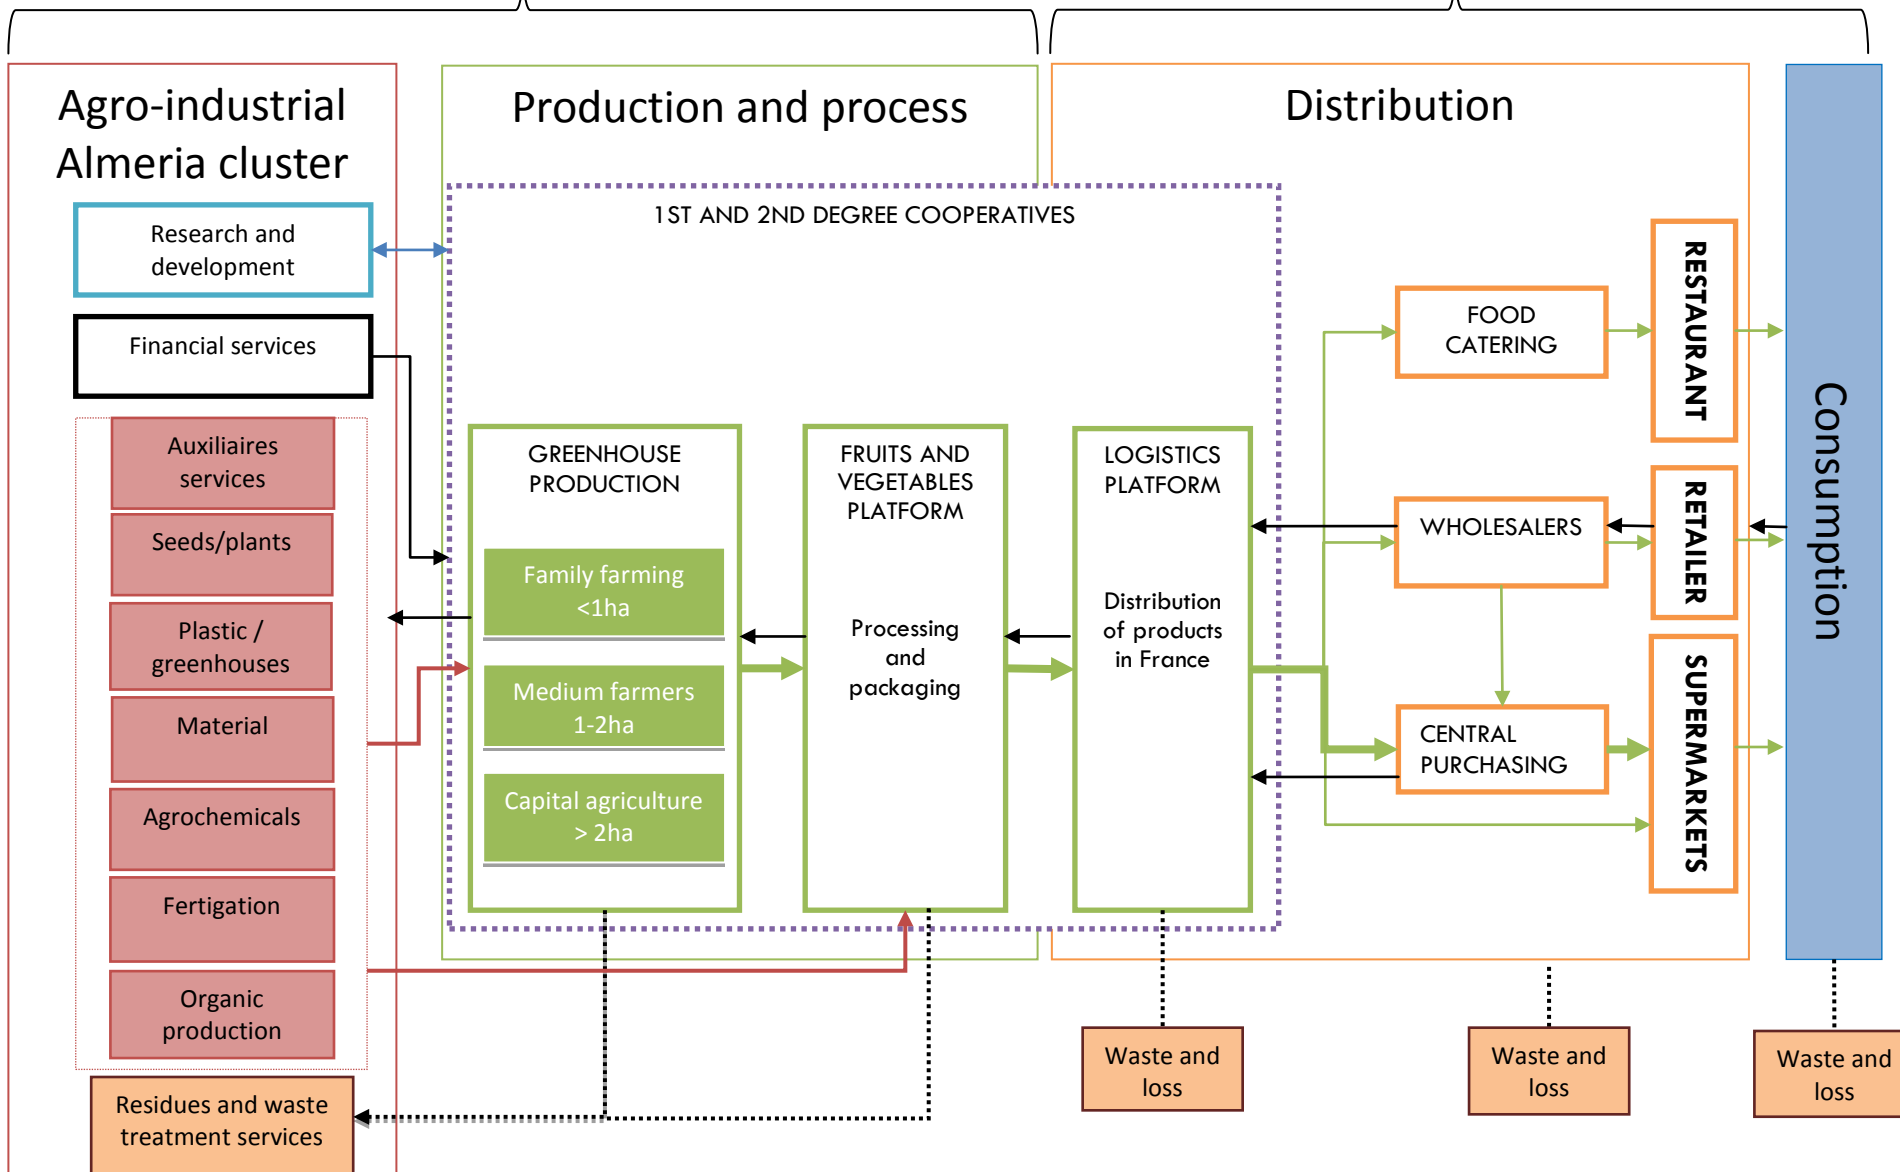 Agro-industrial
Almeria cluster
Research and
development
Financial services
Auxiliaires
services
Seeds/plants
Plastic /
greenhouses
Material
Agrochemicals
Fertigation
Organic
production
Residues and waste
treatment services
Production and process
1ST AND 2ND DEGREE COOPERATIVES
GREENHOUSE
PRODUCTION
Family farming
<1ha
Medium farmers
1-2ha
Capital agriculture
> 2ha
FRUITS AND
VEGETABLES
PLATFORM
Processing
and
packaging
LOGISTICS
PLATFORM
Distribution
of products
in France
Distribution
FOOD
CATERING
WHOLESALERS
CENTRAL
PURCHASING
RESTAURANT
RETAILER
SUPERMARKETS
Consumption
Waste and
loss
Waste and
loss
Waste and
loss